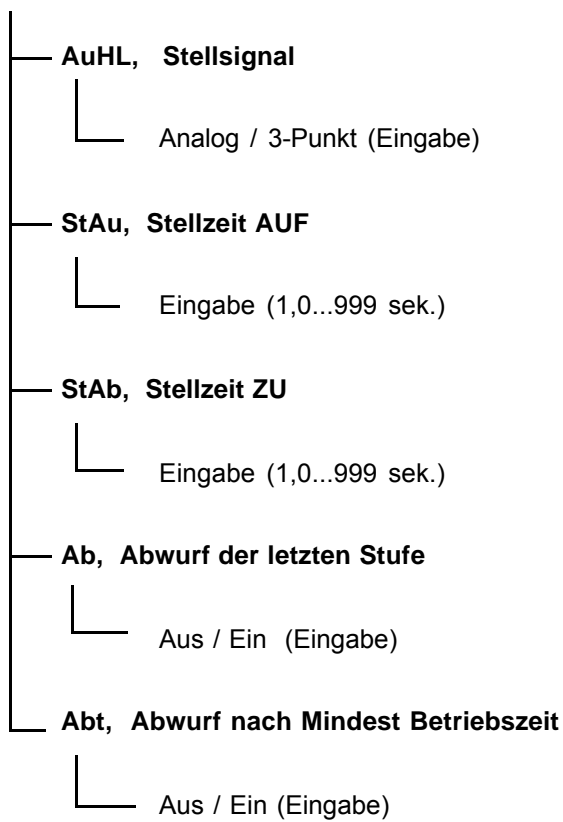 AuHL, Stellsignal
Analog / 3-Punkt (Eingabe)
StAu, Stellzeit AUF
Eingabe (1,0...999 sek.)
StAb, Stellzeit ZU
Eingabe (1,0...999 sek.)
Ab, Abwurf der letzten Stufe
Aus / Ein (Eingabe)
Abt, Abwurf nach Mindest Betriebszeit
Aus / Ein (Eingabe)